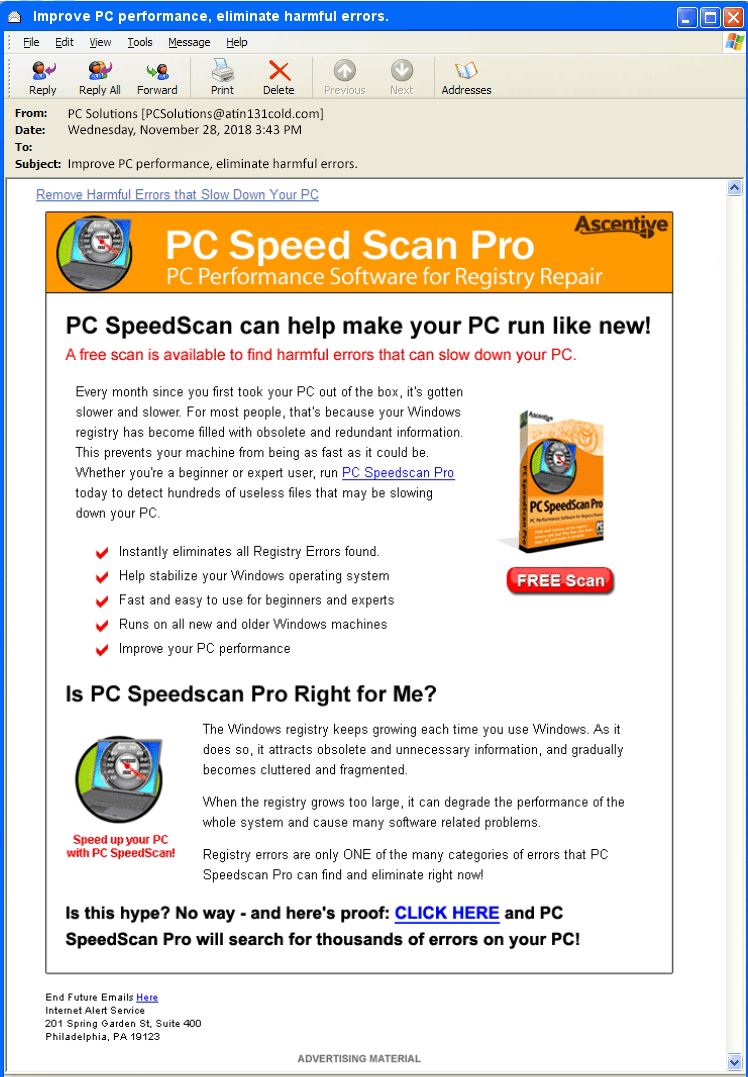 Improve PC performance, eliminate harmful errors.
File Edit View Tools Message Help
Reply Reply All Forward Print Delete Previous Next Addresses
From: PC Solutions [PCSolutions@atin131cold.com]
Date: Wednesday, November 28, 2018 3:43 PM
To:
Subject: Improve PC performance, eliminate harmful errors.
Remove Harmful Errors that Slow Down Your PC
Ascentive
PC Speed Scan Pro
PC Performance Software for Registry Repair
PC SpeedScan can help make your PC run like new!
A free scan is available to find harmful errors that can slow down your PC.
Every month since you first took your PC out of the box, it's gotten
slower and slower. For most people, that's because your Windows
registry has become filled with obsolete and redundant information.
This prevents your machine from being as fast as it could be.
Whether you're a beginner or expert user, run PC Speedscan Pro
today to detect hundreds of useless files that may be slowing
down your PC.
Ascentive
PC SpeedScan Pro
PC SpeedScan Pro
PC Performance Software for Registry Repair
FREE Scan
Instantly eliminates all Registry Errors found.
Help stabilize your Windows operating system
Fast and easy to use for beginners and experts
Runs on all new and older Windows machines
Improve your PC performance
Is PC Speedscan Pro Right for Me?
The Windows registry keeps growing each time you use Windows. As it
does so, it attracts obsolete and unnecessary information, and gradually
becomes cluttered and fragmented.
When the registry grows too large, it can degrade the performance of the
whole system and cause many software related problems.
Registry errors are only ONE of the many categories of errors that PC
Speedscan Pro can find and eliminate right now!
Speed up your PC
with PC SpeedScan!
Is this hype? No way - and here's proof: CLICK HERE and PC
SpeedScan Pro will search for thousands of errors on your PC!
End Future Emails Here
Internet Alert Service
201 Spring Garden St, Suite 400
Philadelphia, PA 19123
ADVERTISING MATERIAL